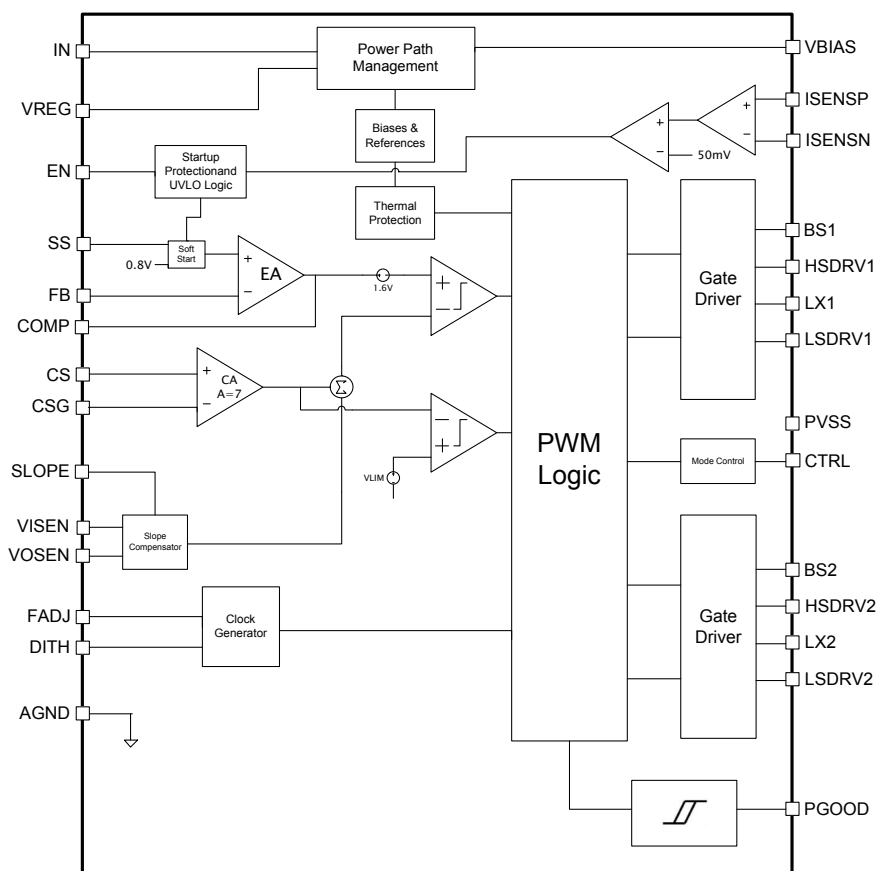 IN
VREG
EN
SS
FB
COMP
CS
CSG
SLOPE
VISEN
VOSEN
FADJ
DITH
AGND
Power Path
Management
Biases &
References
Thermal
Protection
Startup
Protectionand
UVLO Logic
Soft
Start
0.8V
+
−
EA
1.6V
+
−
+
−
CA
A=7
Σ
−
+
VLIM
Slope
Compensator
Clock
Generator
+
−
50mV
+
−
PWM
Logic
Gate
Driver
Mode Control
Gate
Driver
VBIAS
ISENSP
ISENSN
BS1
HSDRV1
LX1
LSDRV1
PVSS
CTRL
BS2
HSDRV2
LX2
LSDRV2
PGOOD